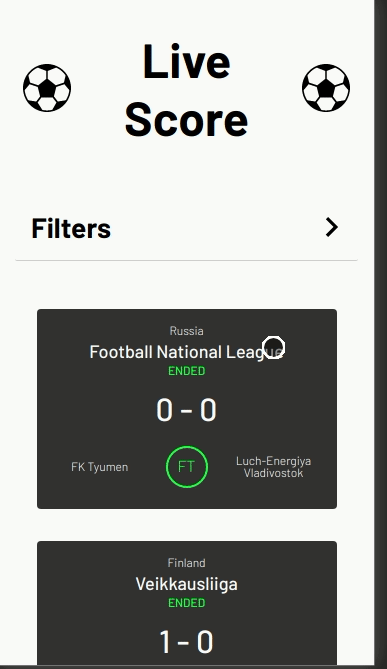 Live
Score
Filters
Russia
Football National League
ENDED
0 - 0
FK Tyumen
FT
Luch-Energiya
Vladivostok
Finland
Veikkausliiga
ENDED
1 - 0